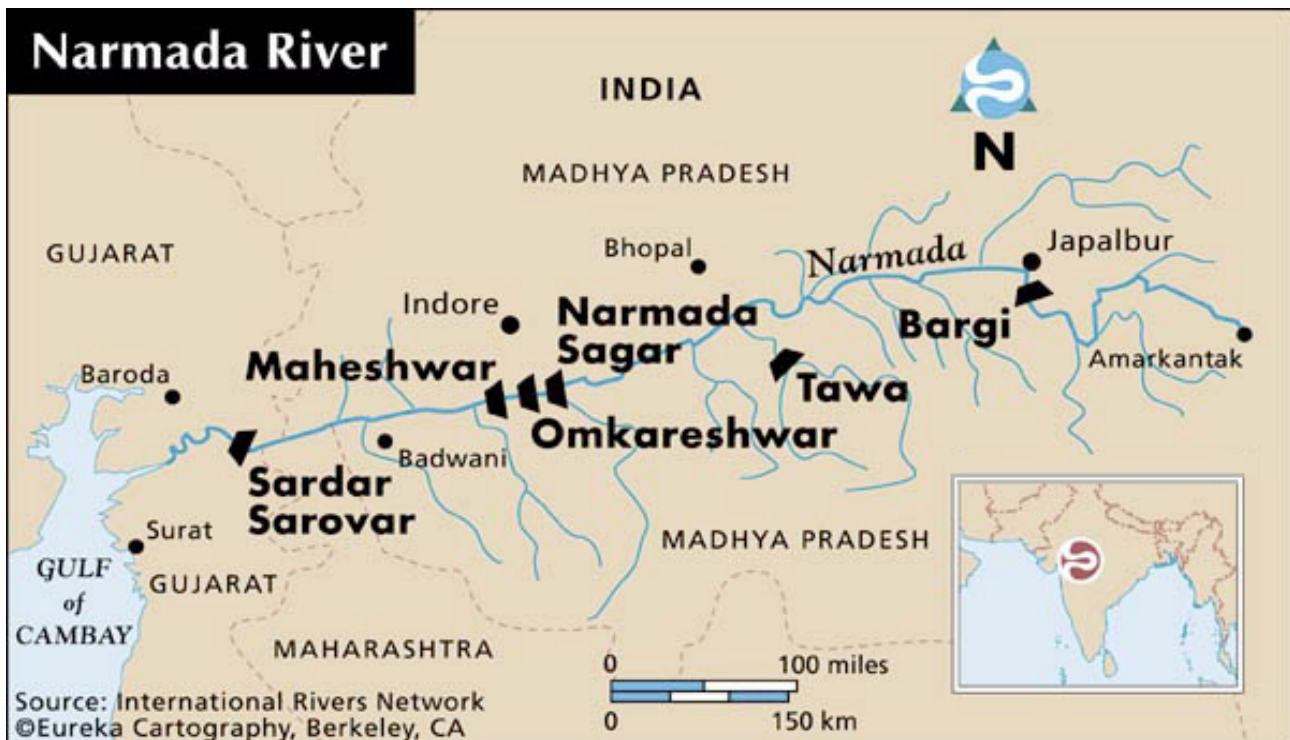 Narmada River
INDIA
N
MADHYA PRADESH
GUJARAT
Bhopal
Narmada
Japalbur
Indore
Narmada
Sagar
Bargi
Maheshwar
Amarkantak
Baroda
Tawa
Omkareshwar
Badwani
Sardar
Sarovar
Surat
MADHYA PRADESH
GULF
of
CAMBAY
GUJARAT
MAHARASHTRA
0 100 miles
0 150 km
Source: International Rivers Network
©Eureka Cartography, Berkeley, CA